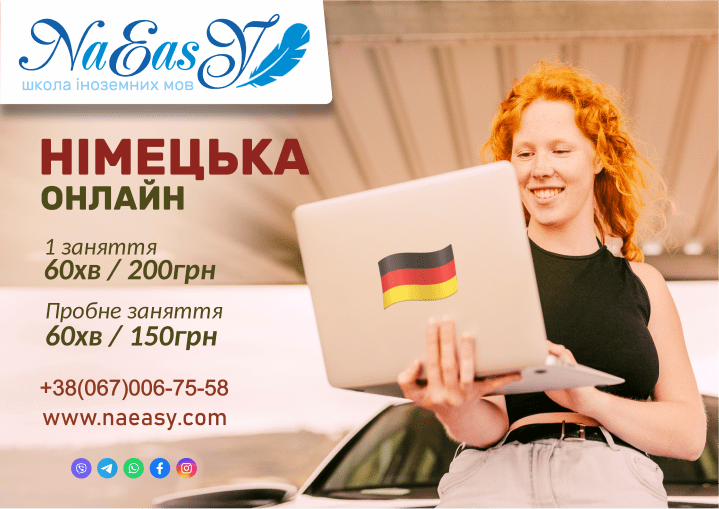 NaEasy
школа іноземних мов
НІМЕЦЬКА
ОНЛАЙН
1 заняття
60хв / 200грн
Пробне заняття
60хв / 150грн
+38(067)006-75-58
www.naeasy.com